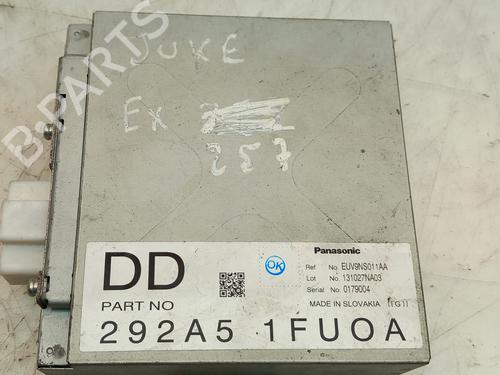 B-PARTS
JUKE
EX
257
DD
OK
Panasonic
Ref No. EUV9NS011AA
Lot No. 131027NA03
Serial No. 0179004
PART NO
MADE IN SLOVAKIA
292A5 1FU0A